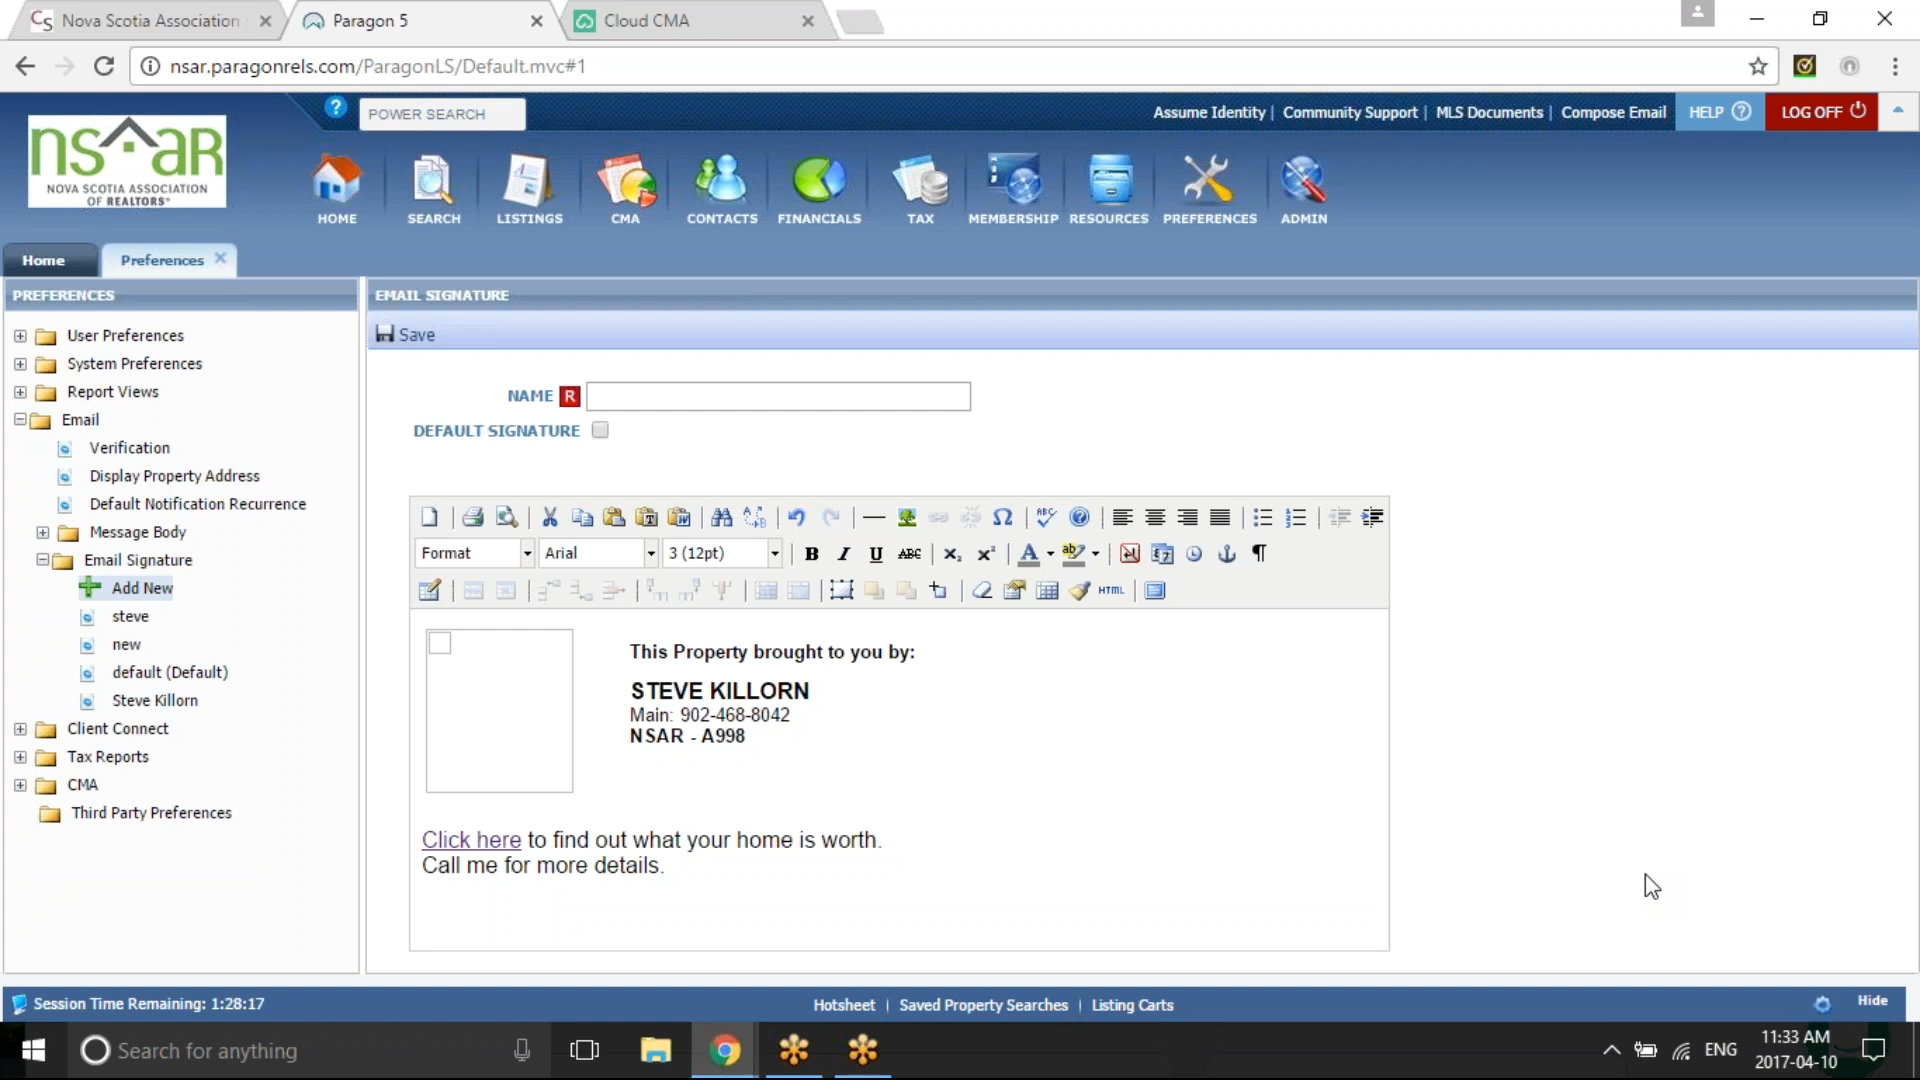 Nova Scotia Association
Paragon 5
Cloud CMA
nsar.paragonrels.com/ParagonLS/Default.mvc#1
POWER SEARCH
Assume Identity | Community Support | MLS Documents | Compose Email
HELP
LOG OFF
nsar
NOVA SCOTIA ASSOCIATION
OF REALTORS®
HOME
SEARCH
LISTINGS
CMA
CONTACTS
FINANCIALS
TAX
MEMBERSHIP
RESOURCES
PREFERENCES
ADMIN
Home
Preferences
PREFERENCES
User Preferences
System Preferences
Report Views
Email
Verification
Display Property Address
Default Notification Recurrence
Message Body
Email Signature
Add New
steve
new
default (Default)
Steve Killorn
Client Connect
Tax Reports
CMA
Third Party Preferences
EMAIL SIGNATURE
Save
NAME R
DEFAULT SIGNATURE
Format
Arial
3 (12pt)
B I U ABC
HTML
This Property brought to you by:
STEVE KILLORN
Main: 902-468-8042
NSAR - A998
Click here to find out what your home is worth.
Call me for more details.
Session Time Remaining: 1:28:17
Hotsheet | Saved Property Searches | Listing Carts
Hide
Search for anything
ENG
11:33 AM
2017-04-10